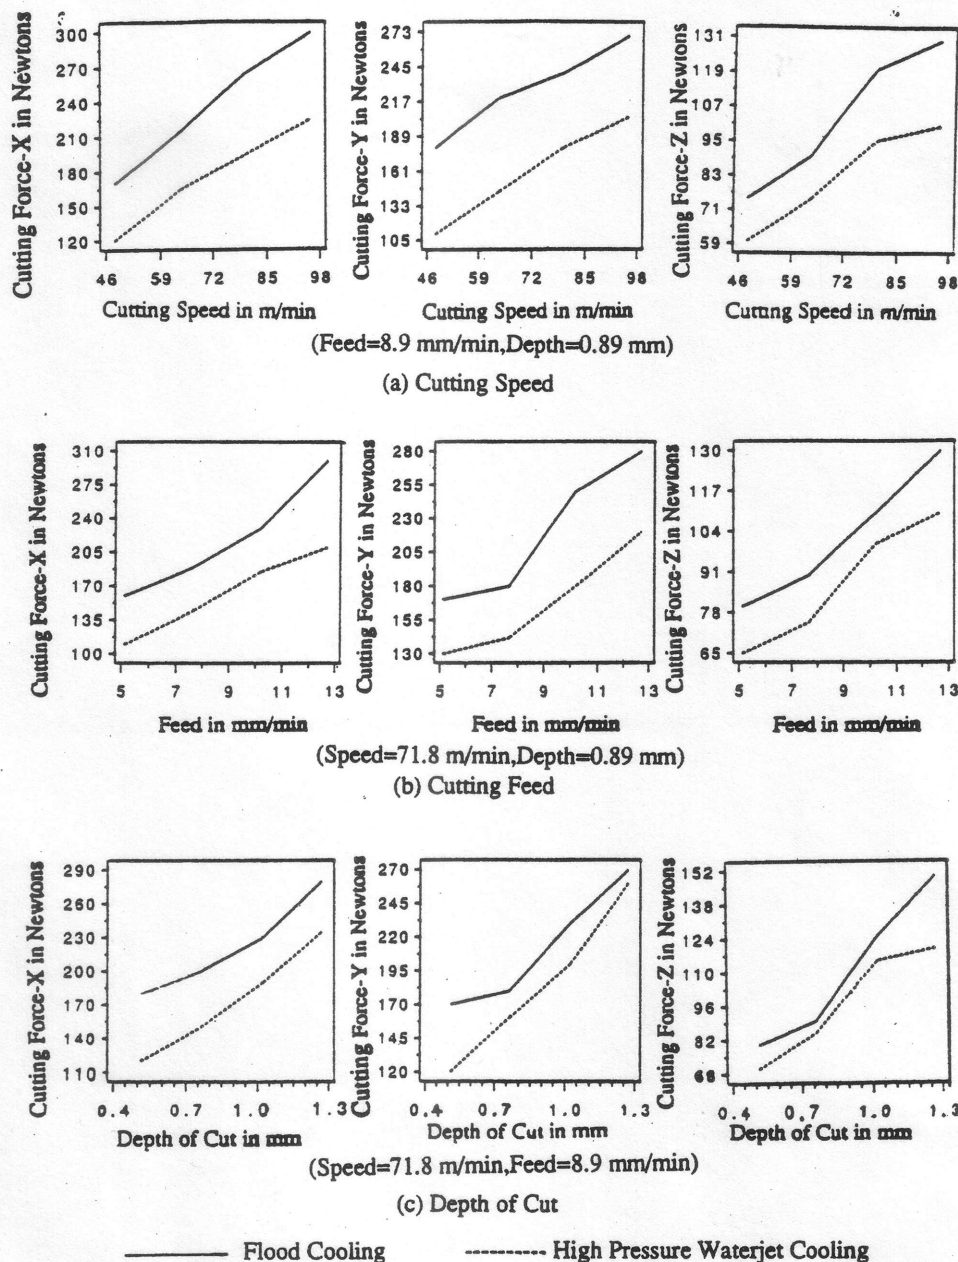 Cutting Force-X in Newtons
300
270
240
210
180
150
120
46 59 72 85 98
Cutting Speed in m/min
Cutting Force-Y in Newtons
273
245
217
189
161
133
105
46 59 72 85 98
Cutting Speed in m/min
Cutting Force-Z in Newtons
131
119
107
95
83
71
59
46 59 72 85 98
Cutting Speed in m/min
(Feed=8.9 mm/min,Depth=0.89 mm)
(a) Cutting Speed
Cutting Force-X in Newtons
310
275
240
205
170
135
100
5 7 9 11 13
Feed in mm/min
Cutting Force-Y in Newtons
280
255
230
205
180
155
130
5 7 9 11 13
Feed in mm/min
Cutting Force-Z in Newtons
130
117
104
91
78
65
5 7 9 11 13
Feed in mm/min
(Speed=71.8 m/min,Depth=0.89 mm)
(b) Cutting Feed
Cutting Force-X in Newtons
290
260
230
200
170
140
110
0.4 0.7 1.0 1.3
Depth of Cut in mm
Cutting Force-Y in Newtons
270
245
220
195
170
145
120
0.4 0.7 1.0 1.3
Depth of Cut in mm
Cutting Force-Z in Newtons
152
138
124
110
96
82
68
0.4 0.7 1.0 1.3
Depth of Cut in mm
(Speed=71.8 m/min,Feed=8.9 mm/min)
(c) Depth of Cut
Flood Cooling
High Pressure Waterjet Cooling